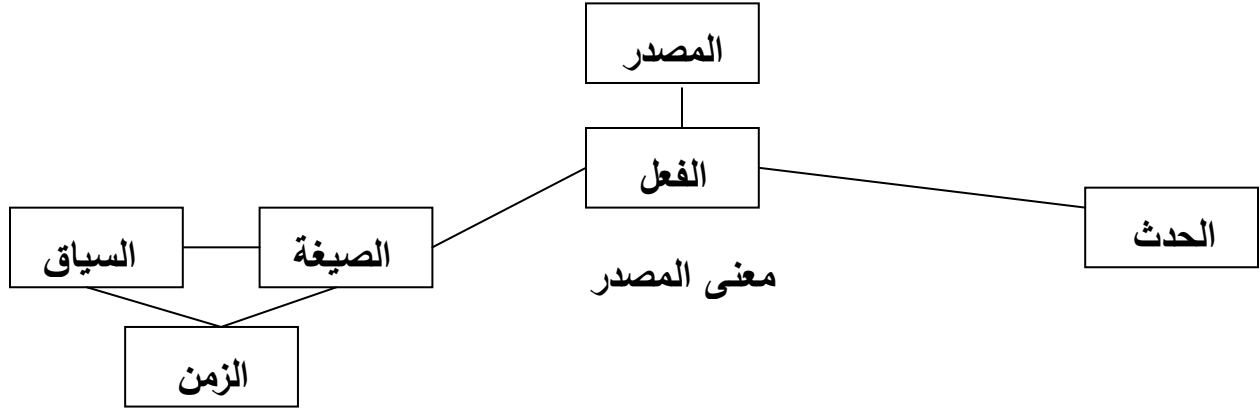 المصدر
الفعل
الحدث
الصيغة
السياق
معنى المصدر
الزمن